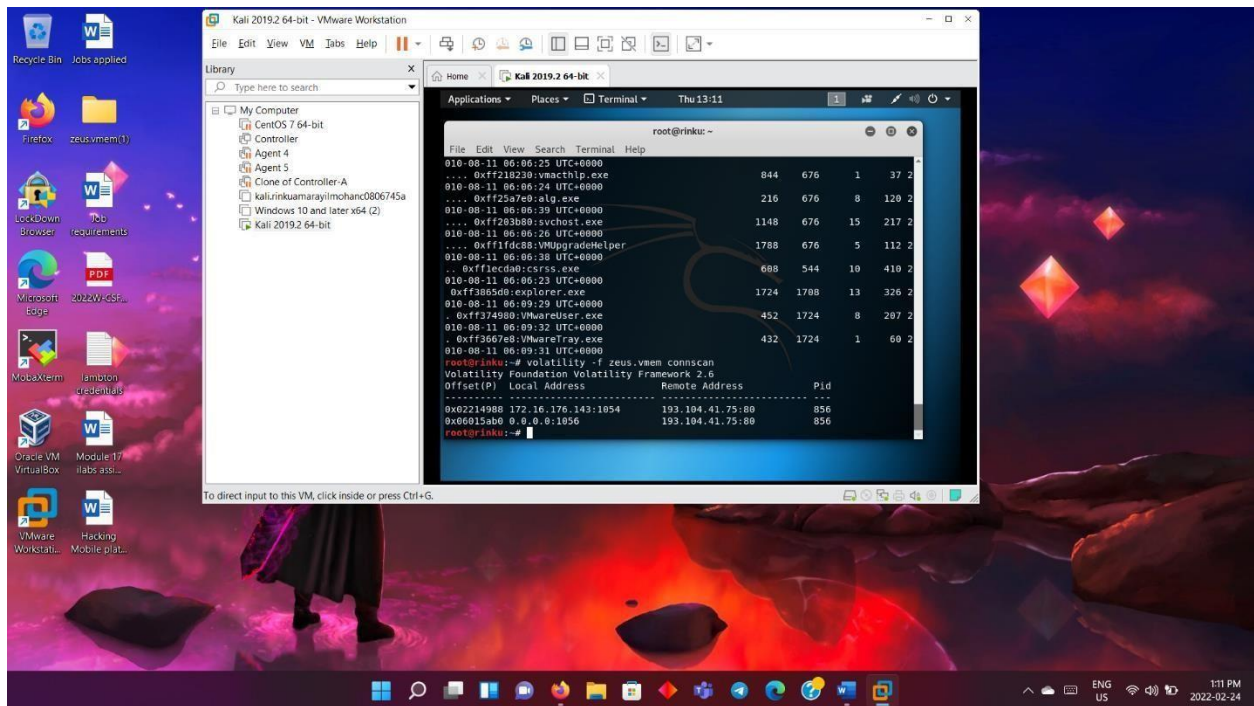 Kali 2019.2 64-bit - VMware Workstation
File Edit View VM Tabs Help
Library
Type here to search
My Computer
CentOS 7 64-bit
Controller
Agent 4
Agent 5
Clone of Controller-A
kali.rinkuamarayilmohanc0806745a
Windows 10 and later x64 (2)
Kali 2019.2 64-bit
Home
Kali 2019.2 64-bit
Applications Places Terminal Thu 13:11 1
root@rinku: ~
File Edit View Search Terminal Help
010-08-11 06:06:25 UTC+0000
.... 0xff218230:vmacthlp.exe 844 676 1 37 2
010-08-11 06:06:24 UTC+0000
.... 0xff25a7e0:alg.exe 216 676 8 120 2
010-08-11 06:06:39 UTC+0000
.... 0xff203b80:svchost.exe 1148 676 15 217 2
010-08-11 06:06:26 UTC+0000
.... 0xff1fdc88:VMUpgradeHelper 1788 676 5 112 2
010-08-11 06:06:38 UTC+0000
.. 0xff1ecda0:csrss.exe 608 544 10 410 2
010-08-11 06:06:23 UTC+0000
0xff3865d0:explorer.exe 1724 1708 13 326 2
010-08-11 06:09:29 UTC+0000
. 0xff374980:VMwareUser.exe 452 1724 8 207 2
010-08-11 06:09:32 UTC+0000
. 0xff3667e8:VMwareTray.exe 432 1724 1 60 2
010-08-11 06:09:31 UTC+0000
root@rinku:~# volatility -f zeus.vmem connscan
Volatility Foundation Volatility Framework 2.6
Offset(P) Local Address Remote Address Pid
---------- ------------------------- ------------------------- ---
0x02214988 172.16.176.143:1054 193.104.41.75:80 856
0x06015ab0 0.0.0.0:1056 193.104.41.75:80 856
root@rinku:~#
To direct input to this VM, click inside or press Ctrl+G.
Recycle Bin
Jobs applied
Firefox
zeus.vmem(1)
LockDown
Browser
Job
requirements
PDF
Microsoft
Edge
2022W-CSF...
MobaXterm
lambton
credentials
Oracle VM
VirtualBox
Module 17
ilabs assi...
VMware
Workstati...
Hacking
Mobile plat...
ENG
US
1:11 PM
2022-02-24